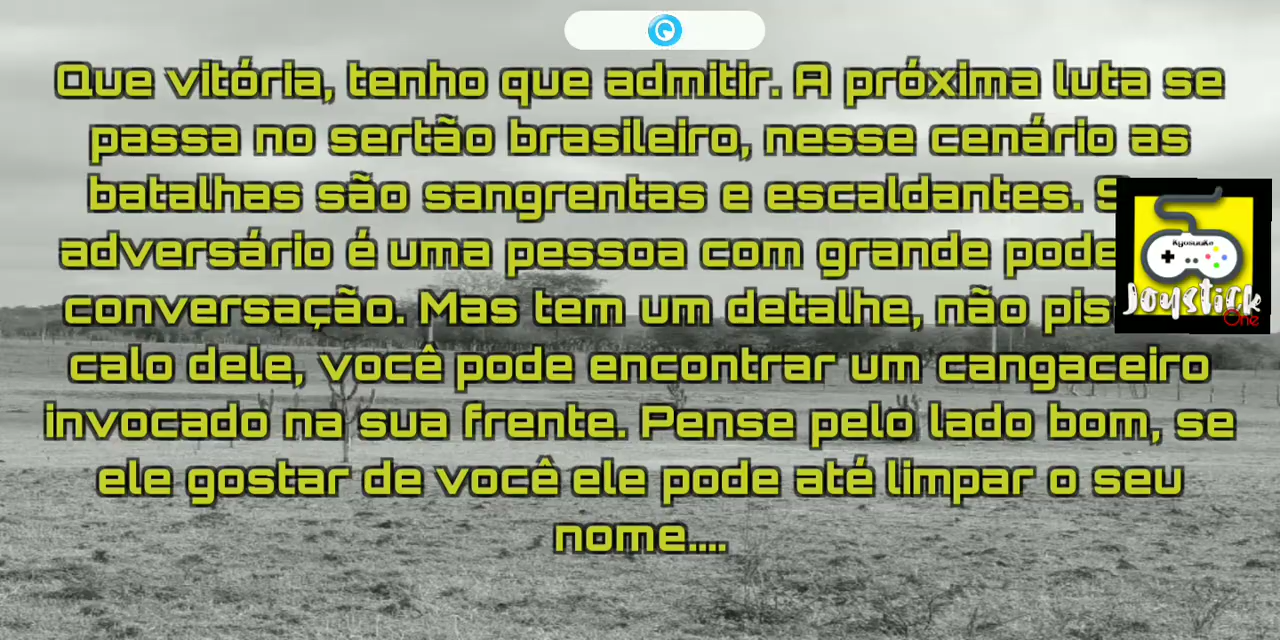 Que vitória, tenho que admitir. A próxima luta se
passa no sertão brasileiro, nesse cenário as
batalhas são sangrentas e escaldantes.
adversário é uma pessoa com grande
conversação. Mas tem um detalhe, não
calo dele, você pode encontrar um cangaceiro
invocado na sua frente. Pense pelo lado bom, se
ele gostar de você ele pode até limpar o seu
nome....
Joystick
One